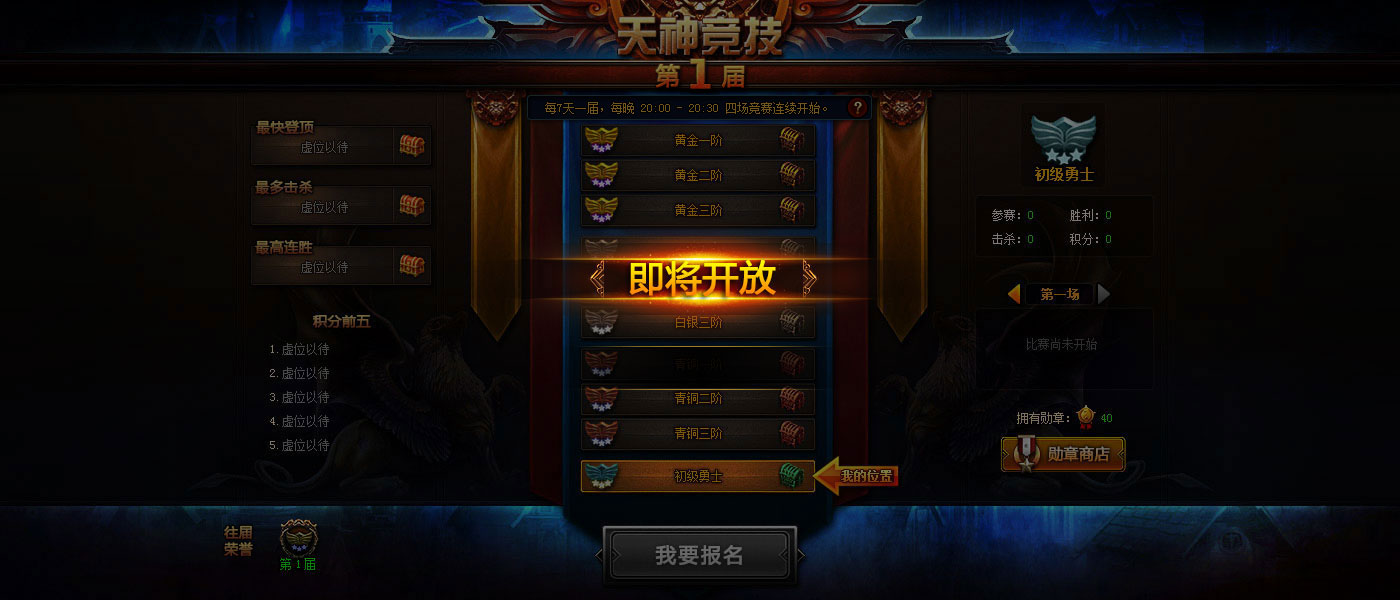 天神竞技
第1届
每7天一届，每晚 20:00 - 20:30 四场竞赛连续开始。
?
最快登顶
虚位以待
最多击杀
虚位以待
最高连胜
虚位以待
积分前五
1. 虚位以待
2. 虚位以待
3. 虚位以待
4. 虚位以待
5. 虚位以待
黄金一阶
黄金二阶
黄金三阶
即将开放
白银三阶
青铜一阶
青铜二阶
青铜三阶
初级勇士
我的位置
初级勇士
参赛: 0 胜利: 0
击杀: 0 积分: 0
第一场
比赛尚未开始
拥有勋章: 40
勋章商店
往届
荣誉
第1届
我要报名